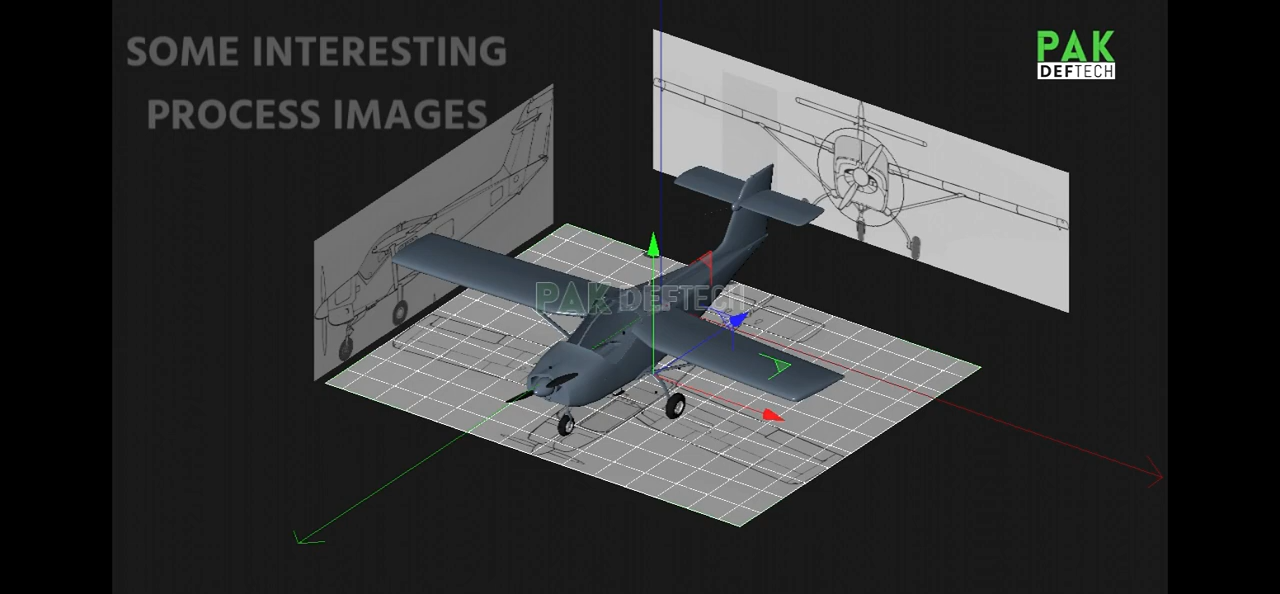 SOME INTERESTING
PROCESS IMAGES
PAK
DEFTECH
PAK DEFTECH